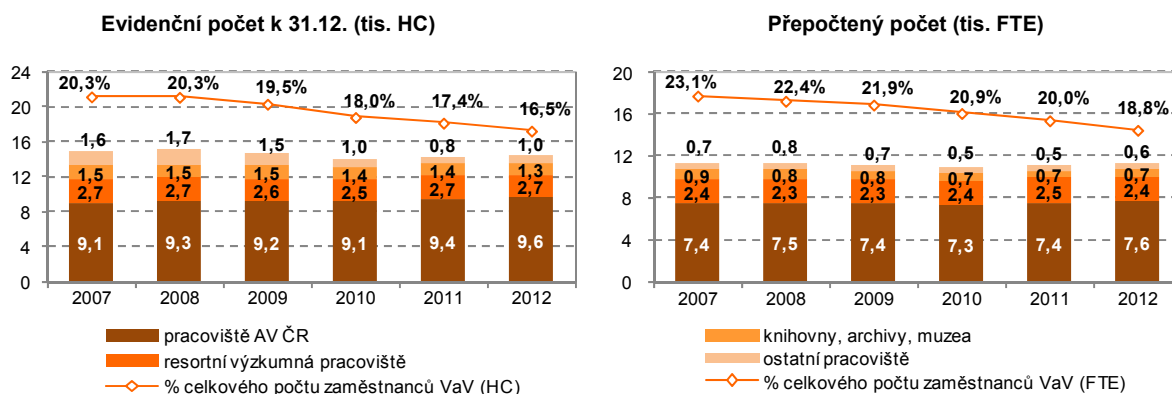 Evidenční počet k 31.12. (tis. HC)
24
20
16
12
8
4
0
20,3% 20,3% 19,5% 18,0% 17,4% 16,5%
1,6 1,7 1,5 1,0 0,8 1,0
1,5 1,5 1,5 1,4 1,4 1,3
2,7 2,7 2,6 2,5 2,7 2,7
9,1 9,3 9,2 9,1 9,4 9,6
2007 2008 2009 2010 2011 2012
pracoviště AV ČR
resortní výzkumná pracoviště
% celkového počtu zaměstnanců VaV (HC)
Přepočtený počet (tis. FTE)
20
16
12
8
4
0
23,1% 22,4% 21,9% 20,9% 20,0% 18,8%
0,7 0,8 0,7 0,5 0,5 0,6
0,9 0,8 0,8 0,7 0,7 0,7
2,4 2,3 2,3 2,4 2,5 2,4
7,4 7,5 7,4 7,3 7,4 7,6
2007 2008 2009 2010 2011 2012
knihovny, archivy, muzea
ostatní pracoviště
% celkového počtu zaměstnanců VaV (FTE)